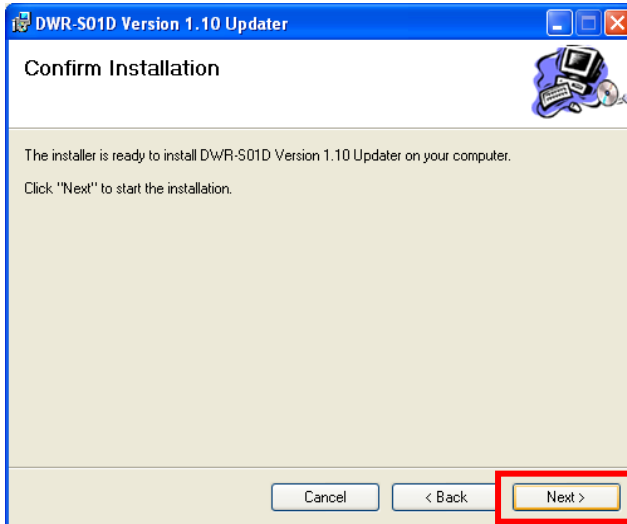 DWR-S01D Version 1.10 Updater
Confirm Installation
The installer is ready to install DWR-S01D Version 1.10 Updater on your computer.
Click "Next" to start the installation.
Cancel
< Back
Next >